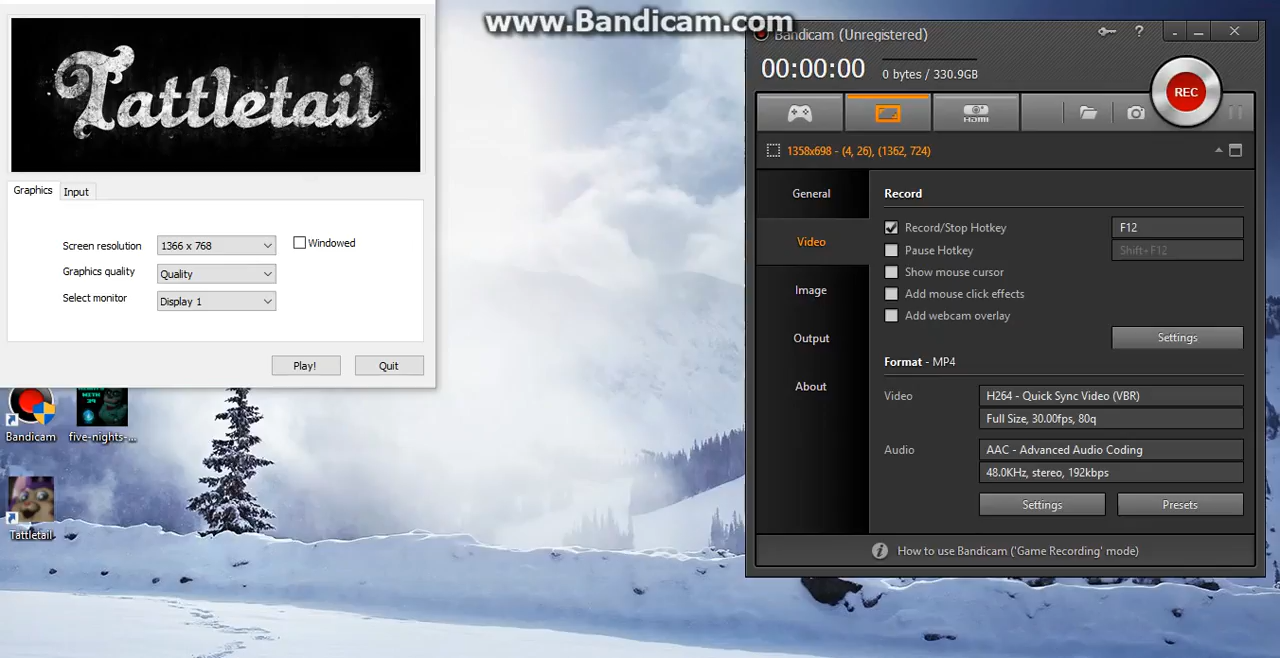 www.Bandicam.com
Tattletail
Graphics
Input
Screen resolution
1366 x 768
Windowed
Graphics quality
Quality
Select monitor
Display 1
Play!
Quit
Bandicam
five-nights-...
Tattletail
Bandicam (Unregistered)
?
00:00:00
0 bytes / 330.9GB
REC
HDMI
1358x698 - (4, 26), (1362, 724)
General
Video
Image
Output
About
Record
Record/Stop Hotkey
F12
Pause Hotkey
Shift+F12
Show mouse cursor
Add mouse click effects
Add webcam overlay
Settings
Format - MP4
Video
H264 - Quick Sync Video (VBR)
Full Size, 30.00fps, 80q
Audio
AAC - Advanced Audio Coding
48.0KHz, stereo, 192kbps
Settings
Presets
How to use Bandicam ('Game Recording' mode)